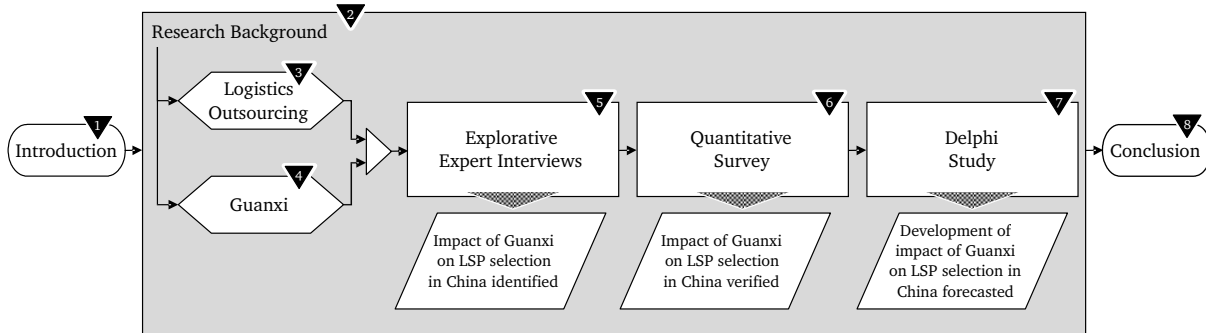 1
Introduction
2
Research Background
3
Logistics
Outsourcing
4
Guanxi
5
Explorative
Expert Interviews
Impact of Guanxi
on LSP selection
in China identified
6
Quantitative
Survey
Impact of Guanxi
on LSP selection
in China verified
7
Delphi
Study
Development of
impact of Guanxi
on LSP selection in
China forecasted
8
Conclusion